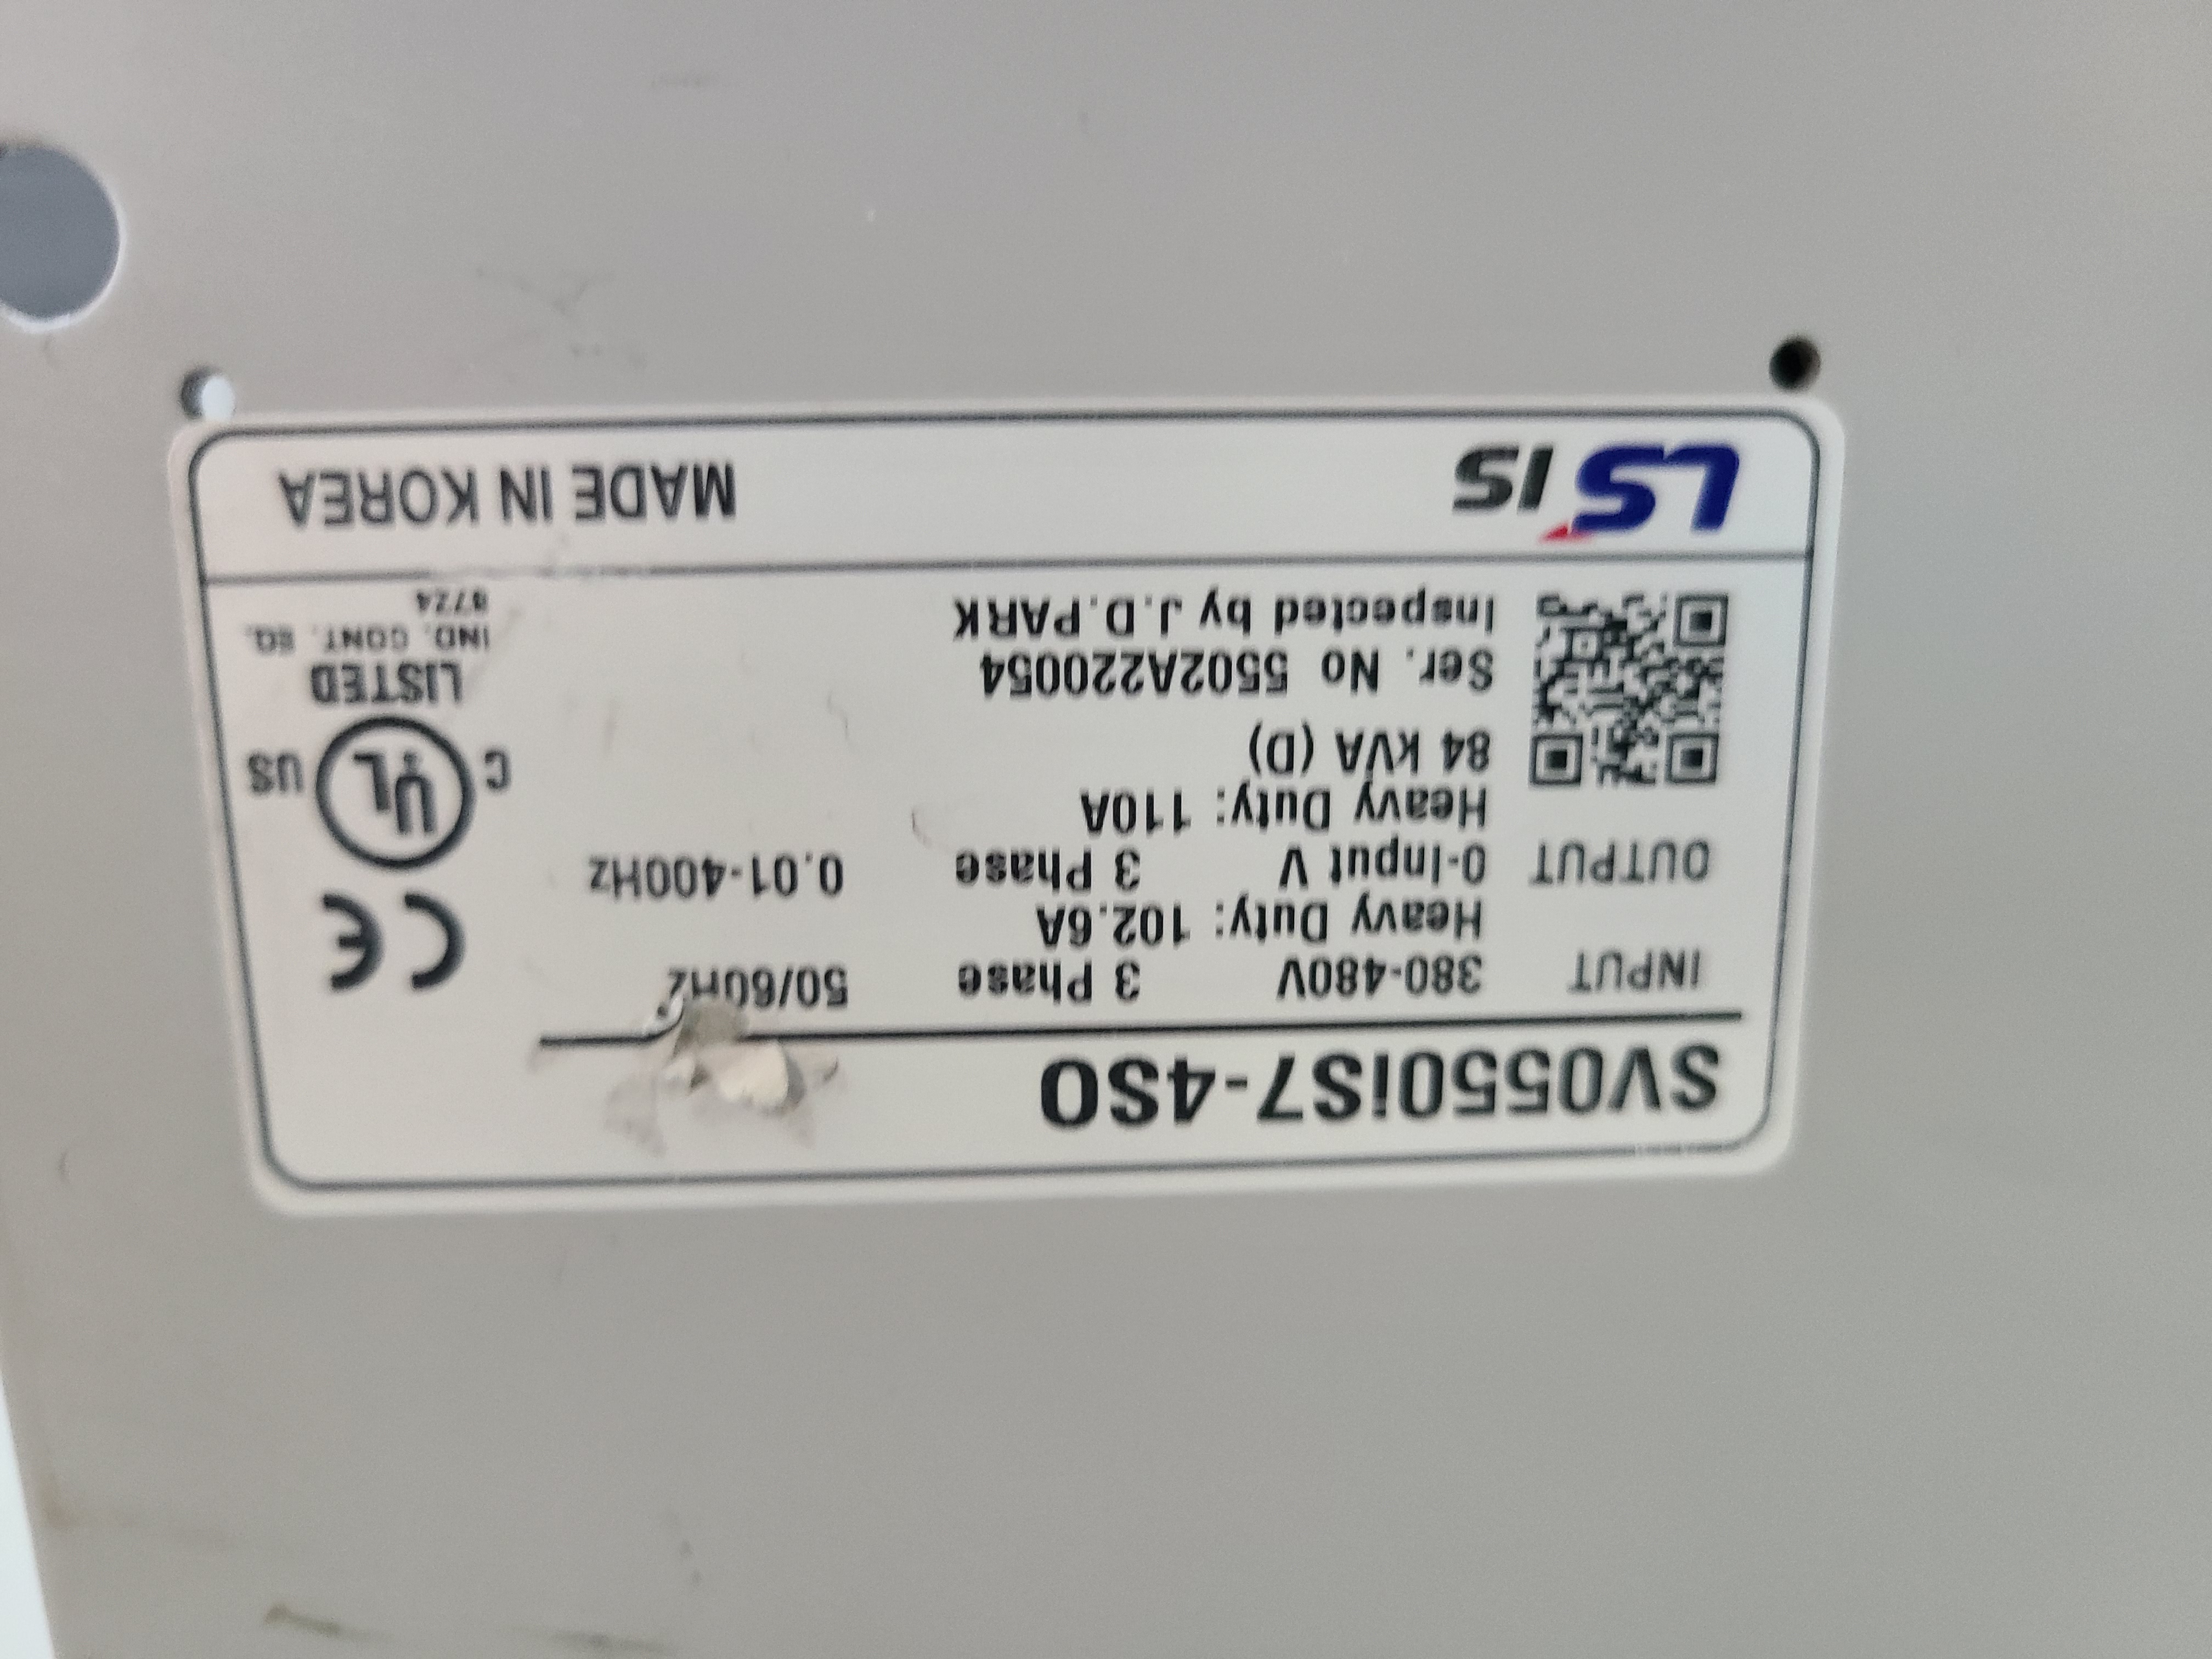 SV0550iS7-4SO
INPUT 380-480V 3 Phase 50/60Hz
Heavy Duty: 102.6A
OUTPUT 0-Input V 3 Phase 0.01-400Hz
Heavy Duty: 110A
84 kVA (D)
Ser. No 5502A220054
Inspected by J.D.PARK
CE
C UL US
LISTED
IND. CONT. EQ.
LS IS MADE IN KOREA